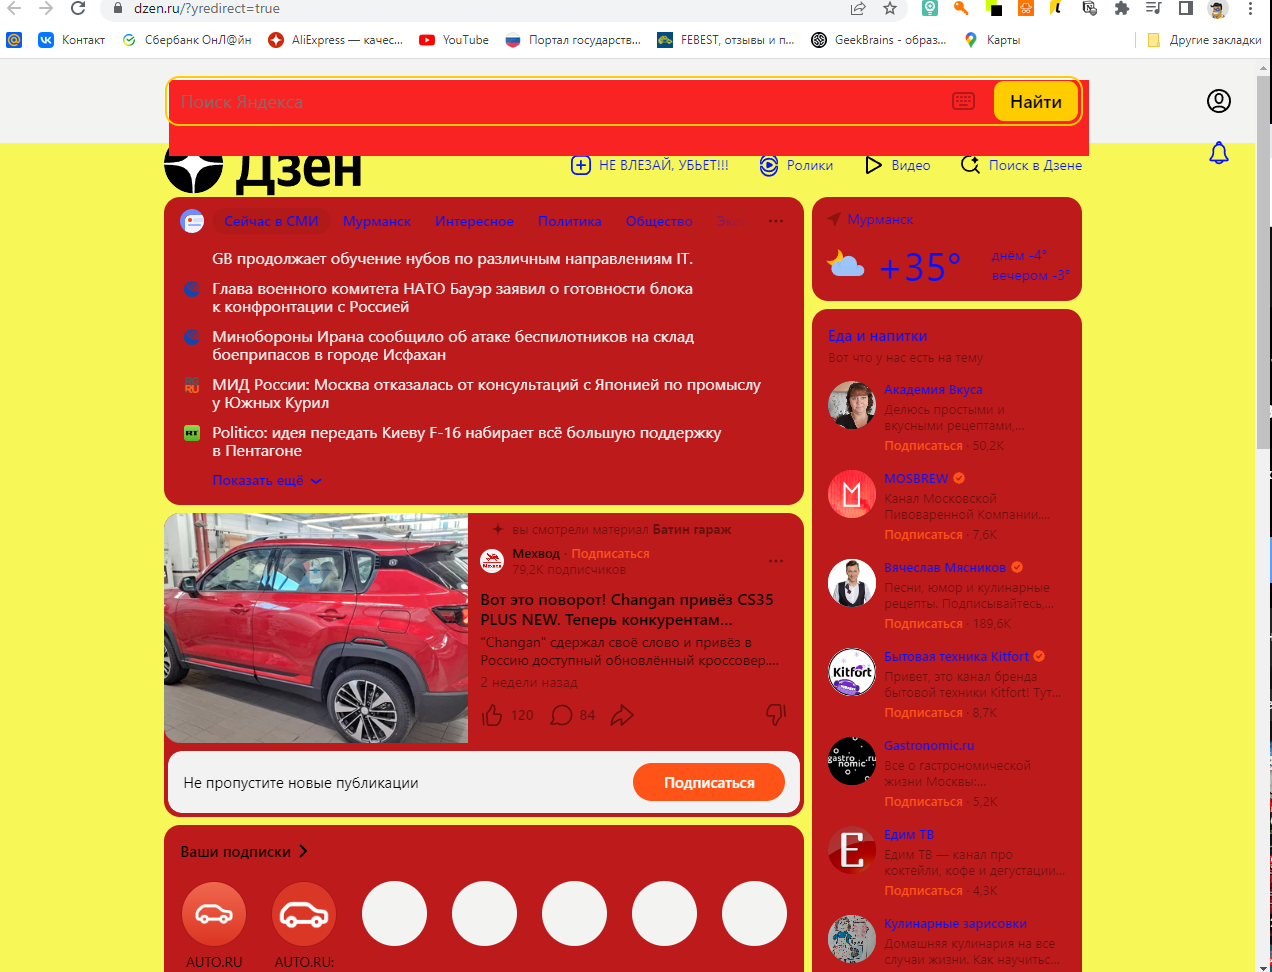 dzen.ru/?yredirect=true
Контакт
Сбербанк ОнЛ@йн
AliExpress — качес...
YouTube
Портал государств...
FEBEST, отзывы и п...
GeekBrains - образ...
Карты
Другие закладки
Поиск Яндекса
Найти
Дзен
НЕ ВЛЕЗАЙ, УБЬЕТ!!!
Ролики
Видео
Поиск в Дзене
Сейчас в СМИ
Мурманск
Интересное
Политика
Общество
GB продолжает обучение нубов по различным направлениям IT.
Глава военного комитета НАТО Бауэр заявил о готовности блока
к конфронтации с Россией
Минобороны Ирана сообщило об атаке беспилотников на склад
боеприпасов в городе Исфахан
МИД России: Москва отказалась от консультаций с Японией по промыслу
у Южных Курил
RT
Politico: идея передать Киеву F-16 набирает всё большую поддержку
в Пентагоне
Показать ещё
вы смотрели материал Батин гараж
Мехвод · Подписаться
79,2K подписчиков
Вот это поворот! Changan привёз CS35
PLUS NEW. Теперь конкурентам...
"Changan" сдержал своё слово и привёз в
Россию доступный обновлённый кроссовер....
2 недели назад
120
84
Не пропустите новые публикации
Подписаться
Ваши подписки
AUTO.RU
AUTO.RU:
Мурманск
+35°
днём -4°
вечером -3°
Еда и напитки
Вот что у нас есть на тему
Академия Вкуса
Делюсь простыми и
вкусными рецептами,...
Подписаться · 50,2K
MOSBREW
Канал Московской
Пивоваренной Компании....
Подписаться · 7,6K
Вячеслав Мясников
Песни, юмор и кулинарные
рецепты. Подписывайтесь,...
Подписаться · 189,6K
Kitfort
Бытовая техника Kitfort
Привет, это канал бренда
бытовой техники Kitfort! Тут...
Подписаться · 8,7K
gastro
nomic
.ru
Gastronomic.ru
Все о гастрономической
жизни Москвы:...
Подписаться · 5,2K
Е
Едим ТВ
Едим ТВ — канал про
коктейли, кофе и дегустации...
Подписаться · 4,3K
Кулинарные зарисовки
Домашняя кулинария на все
случаи жизни. Как научитьс...